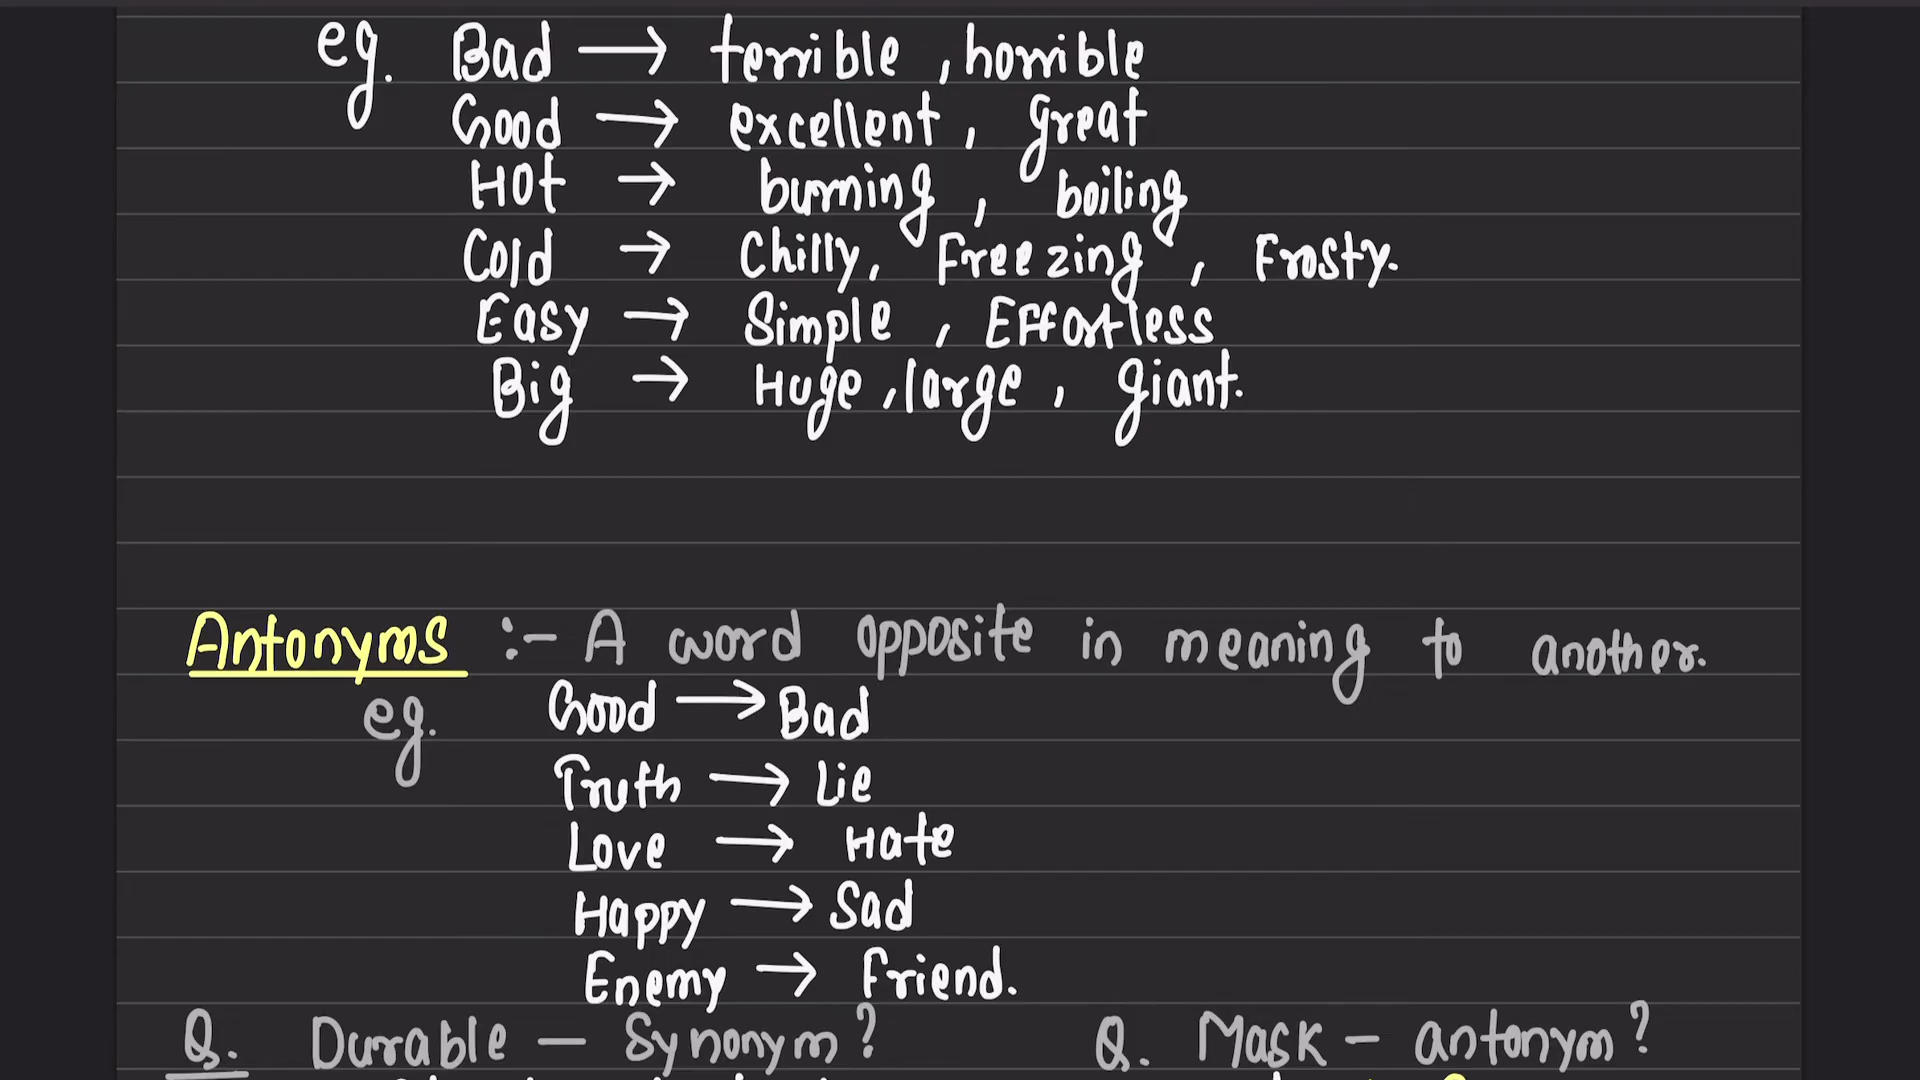 eg. Bad → terrible, horrible
Good → excellent, great
Hot → burning, boiling
Cold → Chilly, Freezing, Frosty.
Easy → Simple, Effortless
Big → Huge, large, giant.
Antonyms :- A word opposite in meaning to another.
eg. Good → Bad
Truth → Lie
Love → Hate
Happy → Sad
Enemy → Friend.
Q. Durable - Synonym? Q. Mask - antonym?